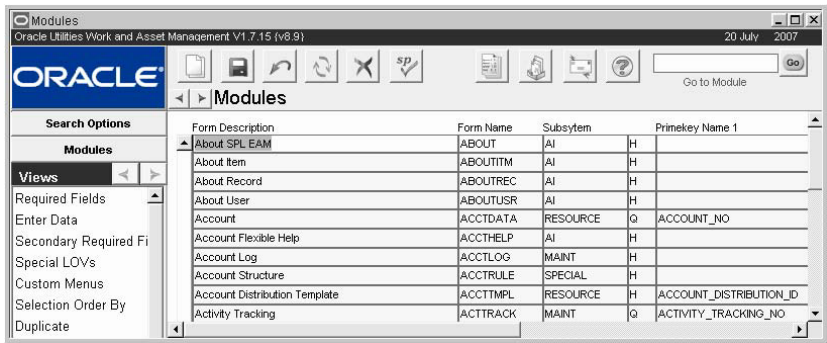 Modules
Oracle Utilities Work and Asset Management V1.7.15 (v8.9) 20 July 2007
ORACLE
sp
Go
Go to Module
Modules
Search Options
Modules
Views
Required Fields
Enter Data
Secondary Required Fi
Special LOVs
Custom Menus
Selection Order By
Duplicate
Form Description Form Name Subsytem Primekey Name 1
About SPL EAM ABOUT AI H
About Item ABOUTITM AI H
About Record ABOUTREC AI H
About User ABOUTUSR AI H
Account ACCTDATA RESOURCE Q ACCOUNT_NO
Account Flexible Help ACCTHELP AI H
Account Log ACCTLOG MAINT H
Account Structure ACCTRULE SPECIAL H
Account Distribution Template ACCTTMPL RESOURCE H ACCOUNT_DISTRIBUTION_ID
Activity Tracking ACTTRACK MAINT Q ACTIVITY_TRACKING_NO